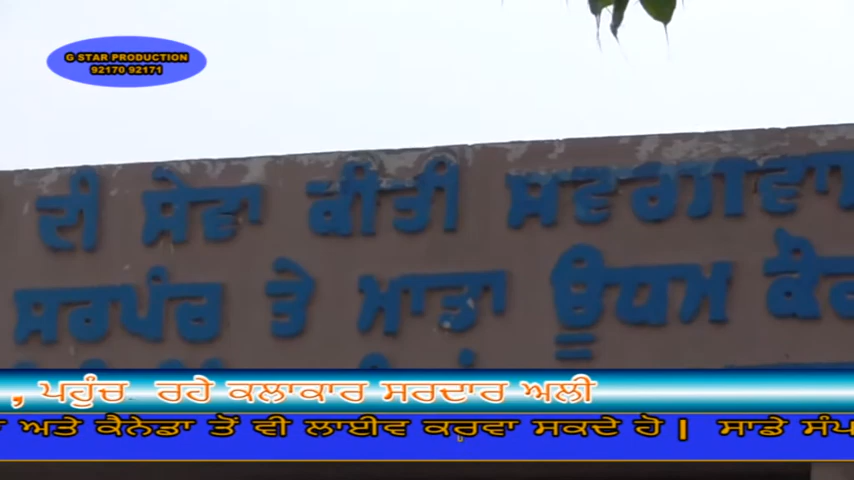 G STAR PRODUCTION
92170 92171
ਦੀ ਸੇਵਾ ਕੀਤੀ ਸਵਰਗਵਾਸੀ
ਸਰਪੰਚ ਤੇ ਮਾਤਾ ਊਧਮ ਕੌਰ
, ਪਹੁੰਚ ਰਹੇ ਕਲਾਕਾਰ ਸਰਦਾਰ ਅਲੀ
ਅਤੇ ਕੈਨੇਡਾ ਤੋਂ ਵੀ ਲਾਈਵ ਕਰਵਾ ਸਕਦੇ ਹੋ । ਸਾਡੇ